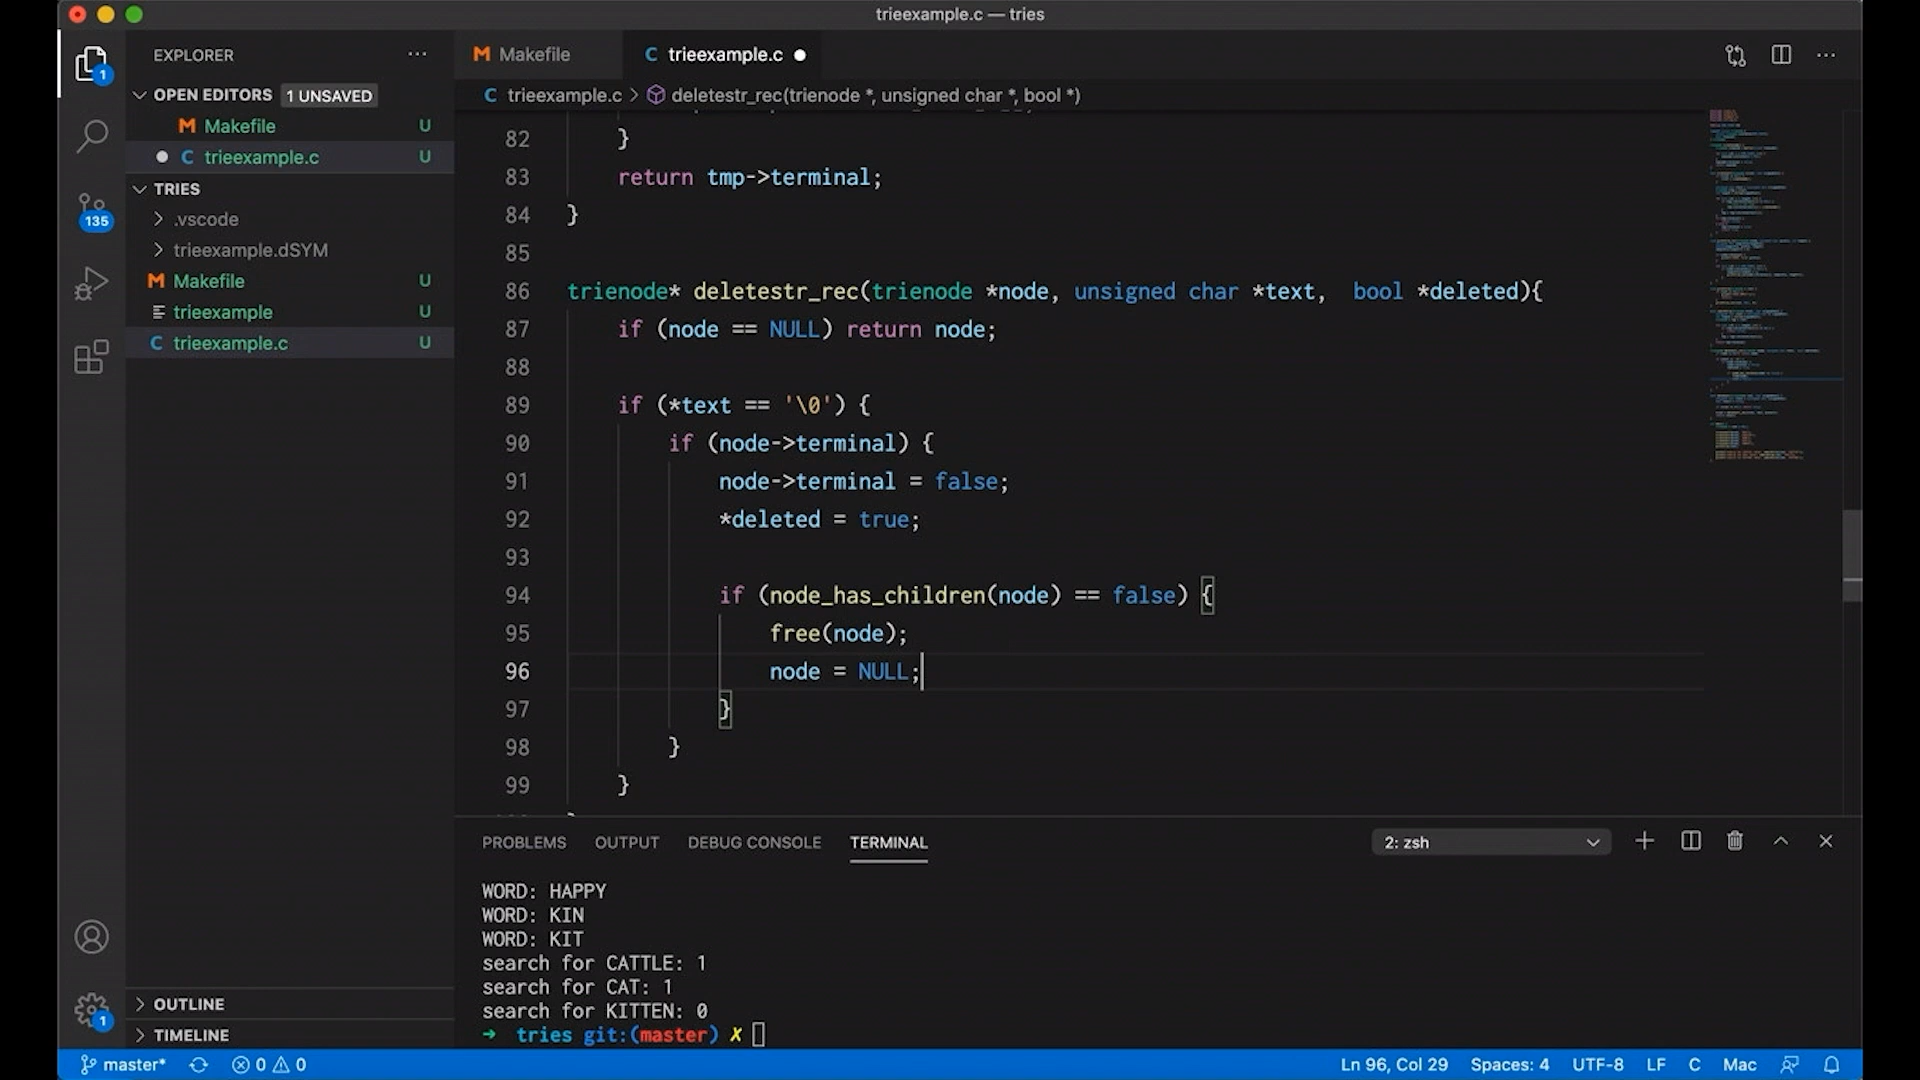 trieexample.c — tries
EXPLORER
OPEN EDITORS 1 UNSAVED
M Makefile U
C trieexample.c U
TRIES
.vscode
trieexample.dSYM
M Makefile U
trieexample U
C trieexample.c U
OUTLINE
TIMELINE
1
135
1
M Makefile
C trieexample.c
C trieexample.c > deletestr_rec(trienode *, unsigned char *, bool *)
82 }
83 return tmp->terminal;
84 }
85
86 trienode* deletestr_rec(trienode *node, unsigned char *text, bool *deleted){
87 if (node == NULL) return node;
88
89 if (*text == '\0') {
90 if (node->terminal) {
91 node->terminal = false;
92 *deleted = true;
93
94 if (node_has_children(node) == false) {
95 free(node);
96 node = NULL;
97 }
98 }
99 }
PROBLEMS OUTPUT DEBUG CONSOLE TERMINAL 2: zsh
WORD: HAPPY
WORD: KIN
WORD: KIT
search for CATTLE: 1
search for CAT: 1
search for KITTEN: 0
➜ tries git:(master) ✗
master* 0 0 Ln 96, Col 29 Spaces: 4 UTF-8 LF C Mac